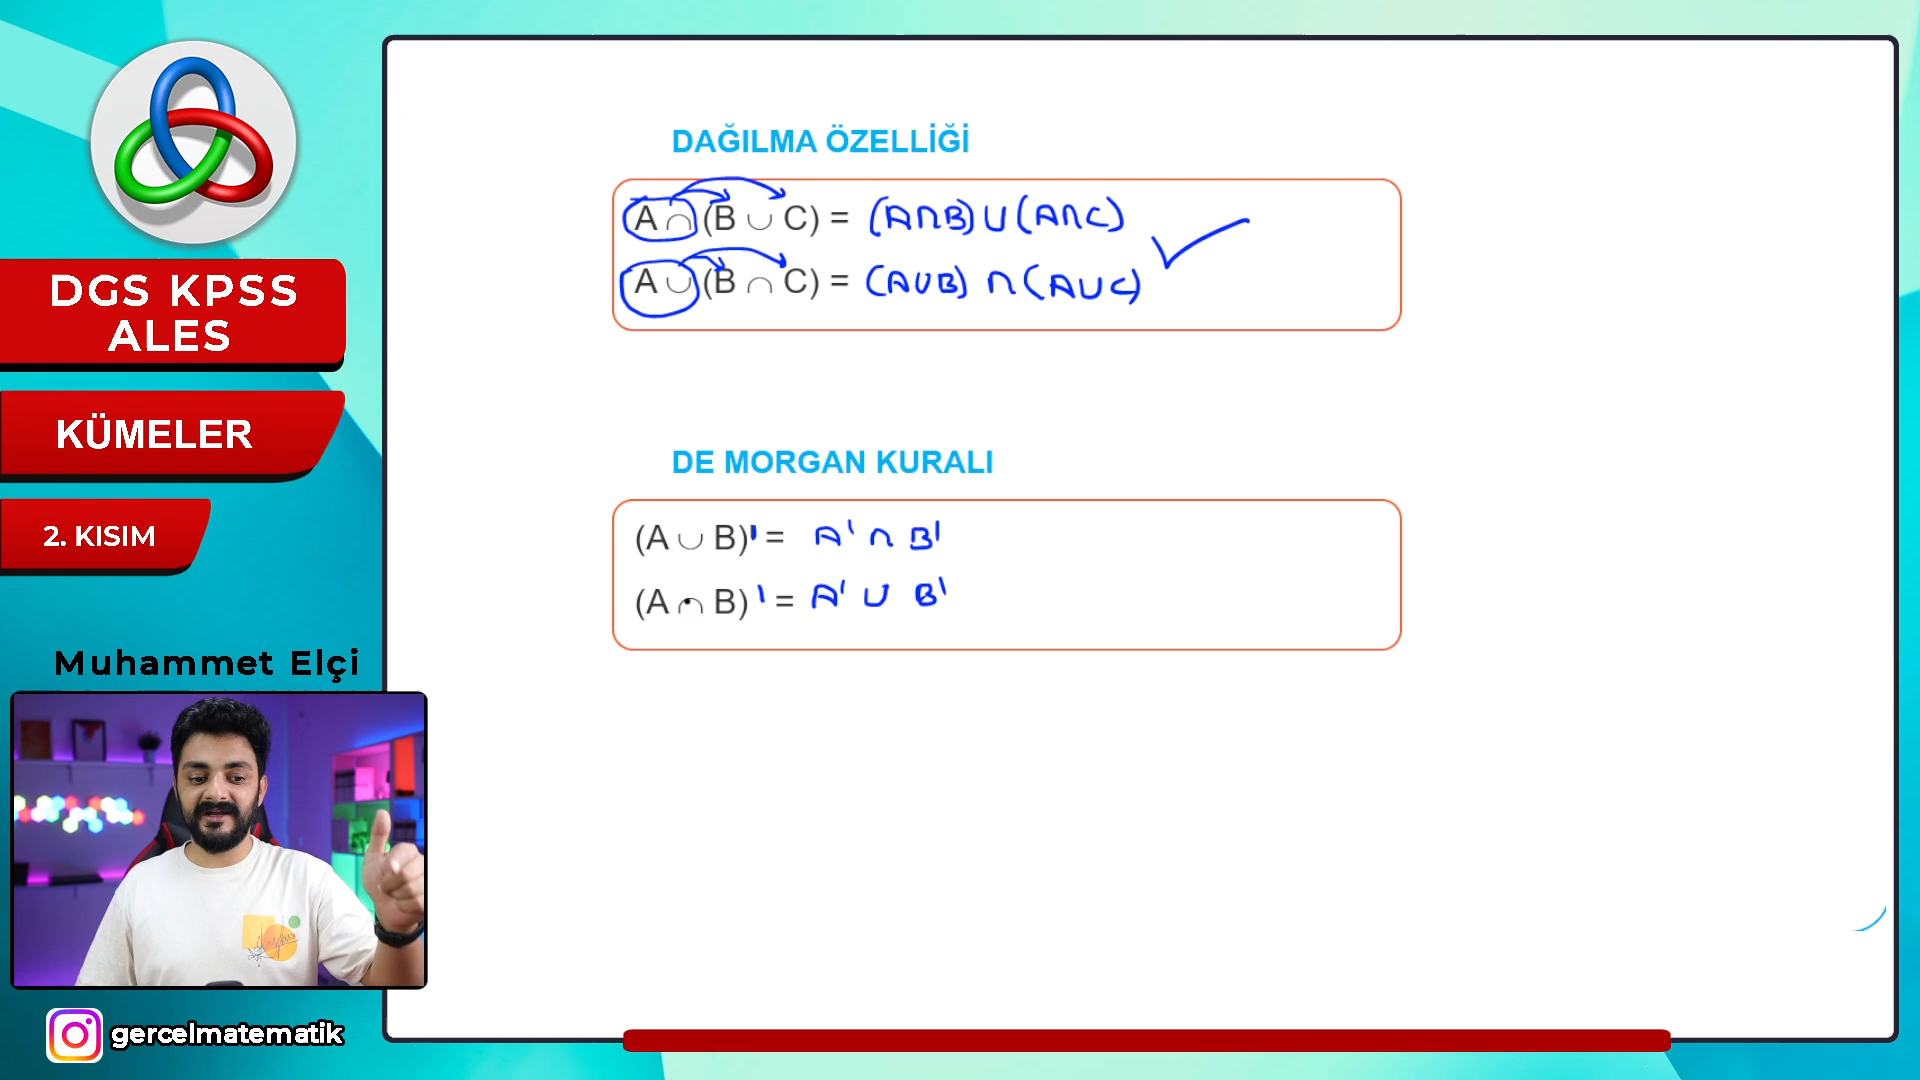 DAĞILMA ÖZELLİĞİ
A ∩ (B ∪ C) = (A∩B) ∪ (A∩C)
A ∪ (B ∩ C) = (A∪B) ∩ (A∪C)
DE MORGAN KURALI
(A ∪ B)' = A' ∩ B'
(A ∩ B)' = A' ∪ B'
DGS KPSS
ALES
KÜMELER
2. KISIM
Muhammet Elçi
gercelmatematik